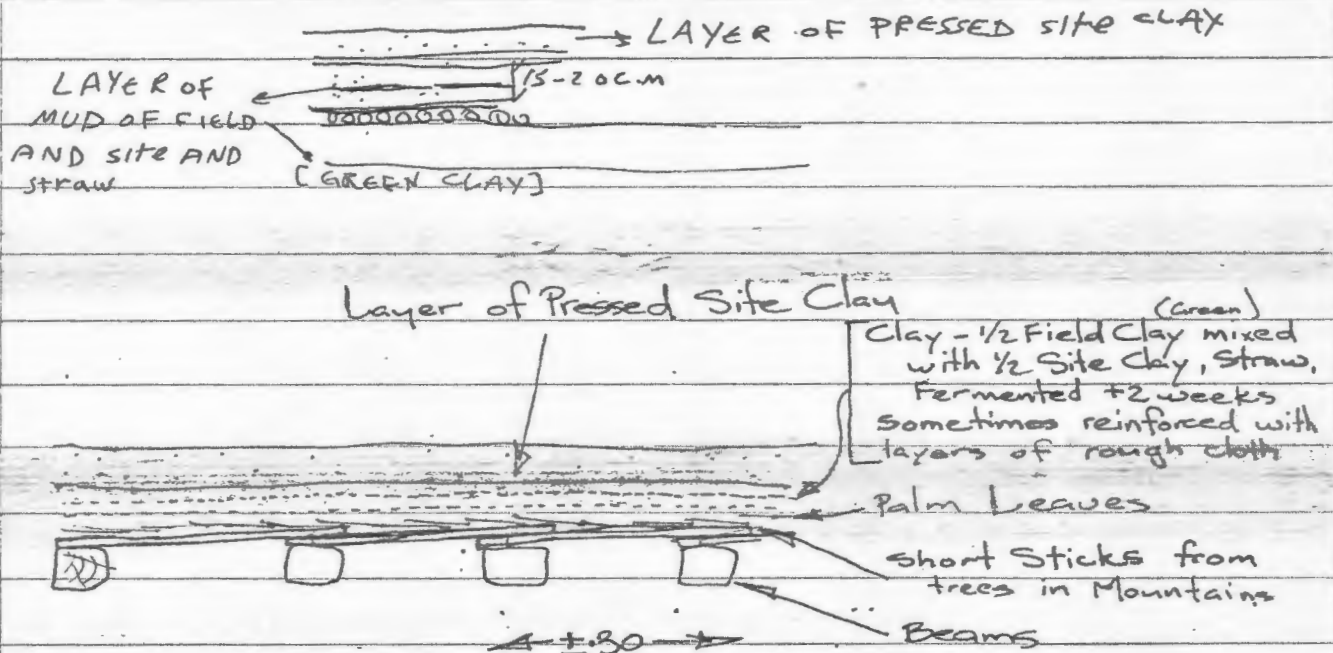 LAYER OF PRESSED site CLAY
15-20 C.M
LAYER OF
MUD OF FIELD
AND site AND
straw
[GREEN CLAY]
Layer of Pressed Site Clay
(Green)
Clay - 1/2 Field Clay mixed
with 1/2 Site Clay, Straw,
Fermented ±2 weeks
sometimes reinforced with
layers of rough cloth
Palm Leaves
short Sticks from
trees in Mountains
Beams
±.30